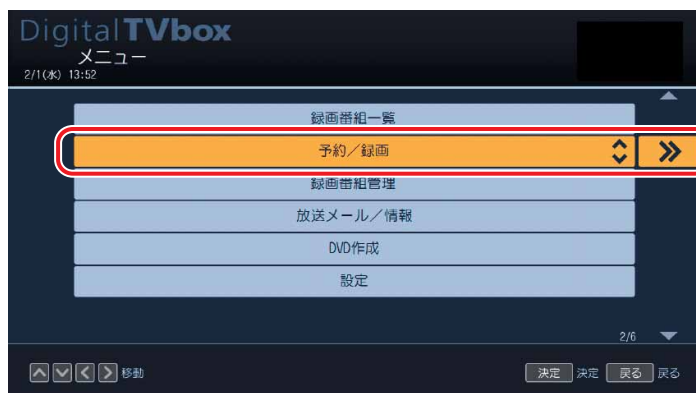 DigitalTVbox
メニュー
2/1(水) 13:52
録画番組一覧
予約／録画
録画番組管理
放送メール／情報
DVD作成
設定
2/6
移動 決定 決定 戻る 戻る